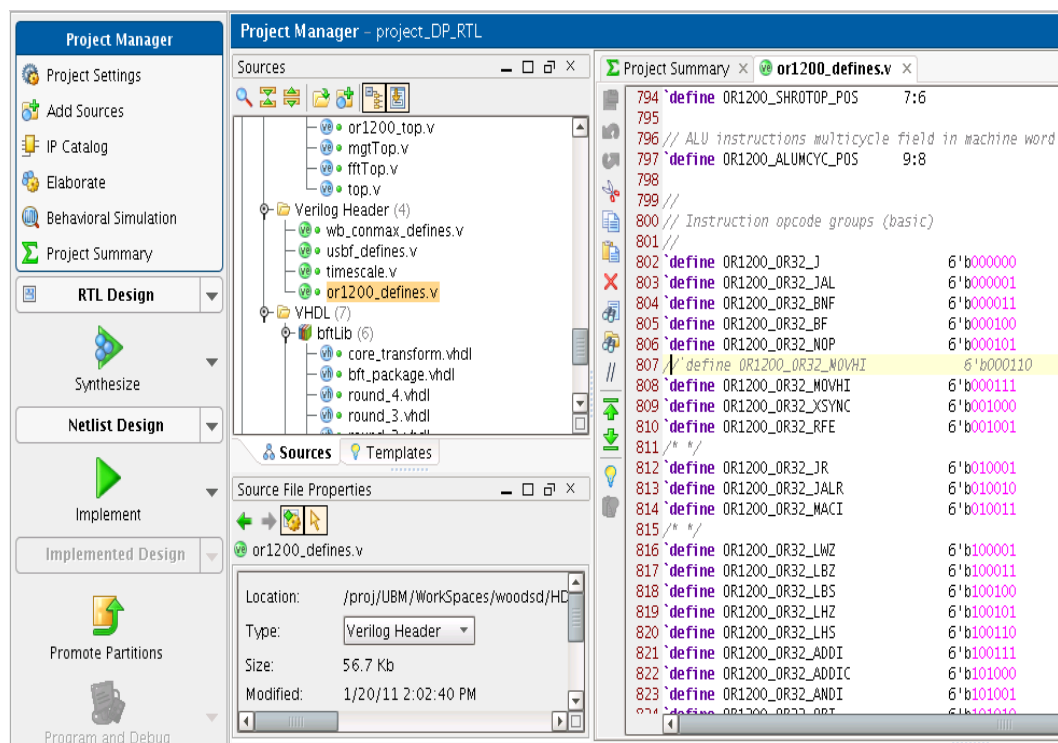 Project Manager
Project Settings
Add Sources
IP Catalog
Elaborate
Behavioral Simulation
Project Summary
RTL Design
Synthesize
Netlist Design
Implement
Implemented Design
Promote Partitions
Program and Debug
Project Manager – project_DP_RTL
Sources
or1200_top.v
mgtTop.v
fftTop.v
top.v
Verilog Header (4)
wb_conmax_defines.v
usbf_defines.v
timescale.v
or1200_defines.v
VHDL (7)
bftLib (6)
core_transform.vhdl
bft_package.vhdl
round_4.vhdl
round_3.vhdl
Sources Templates
Source File Properties
or1200_defines.v
Location: /proj/UBM/WorkSpaces/woodsd/HD
Type: Verilog Header
Size: 56.7 Kb
Modified: 1/20/11 2:02:40 PM
Project Summary or1200_defines.v
794 `define OR1200_SHROTOP_POS 7:6
795
796 // ALU instructions multicycle field in machine word
797 `define OR1200_ALUMCYC_POS 9:8
798
799 //
800 // Instruction opcode groups (basic)
801 //
802 `define OR1200_OR32_J 6'b000000
803 `define OR1200_OR32_JAL 6'b000001
804 `define OR1200_OR32_BNF 6'b000011
805 `define OR1200_OR32_BF 6'b000100
806 `define OR1200_OR32_NOP 6'b000101
807 //`define OR1200_OR32_MOVHI 6'b000110
808 `define OR1200_OR32_MOVHI 6'b000111
809 `define OR1200_OR32_XSYNC 6'b001000
810 `define OR1200_OR32_RFE 6'b001001
811 /* */
812 `define OR1200_OR32_JR 6'b010001
813 `define OR1200_OR32_JALR 6'b010010
814 `define OR1200_OR32_MACI 6'b010011
815 /* */
816 `define OR1200_OR32_LWZ 6'b100001
817 `define OR1200_OR32_LBZ 6'b100011
818 `define OR1200_OR32_LBS 6'b100100
819 `define OR1200_OR32_LHZ 6'b100101
820 `define OR1200_OR32_LHS 6'b100110
821 `define OR1200_OR32_ADDI 6'b100111
822 `define OR1200_OR32_ADDIC 6'b101000
823 `define OR1200_OR32_ANDI 6'b101001
824 `define OR1200_OR32_ORI 6'b101010